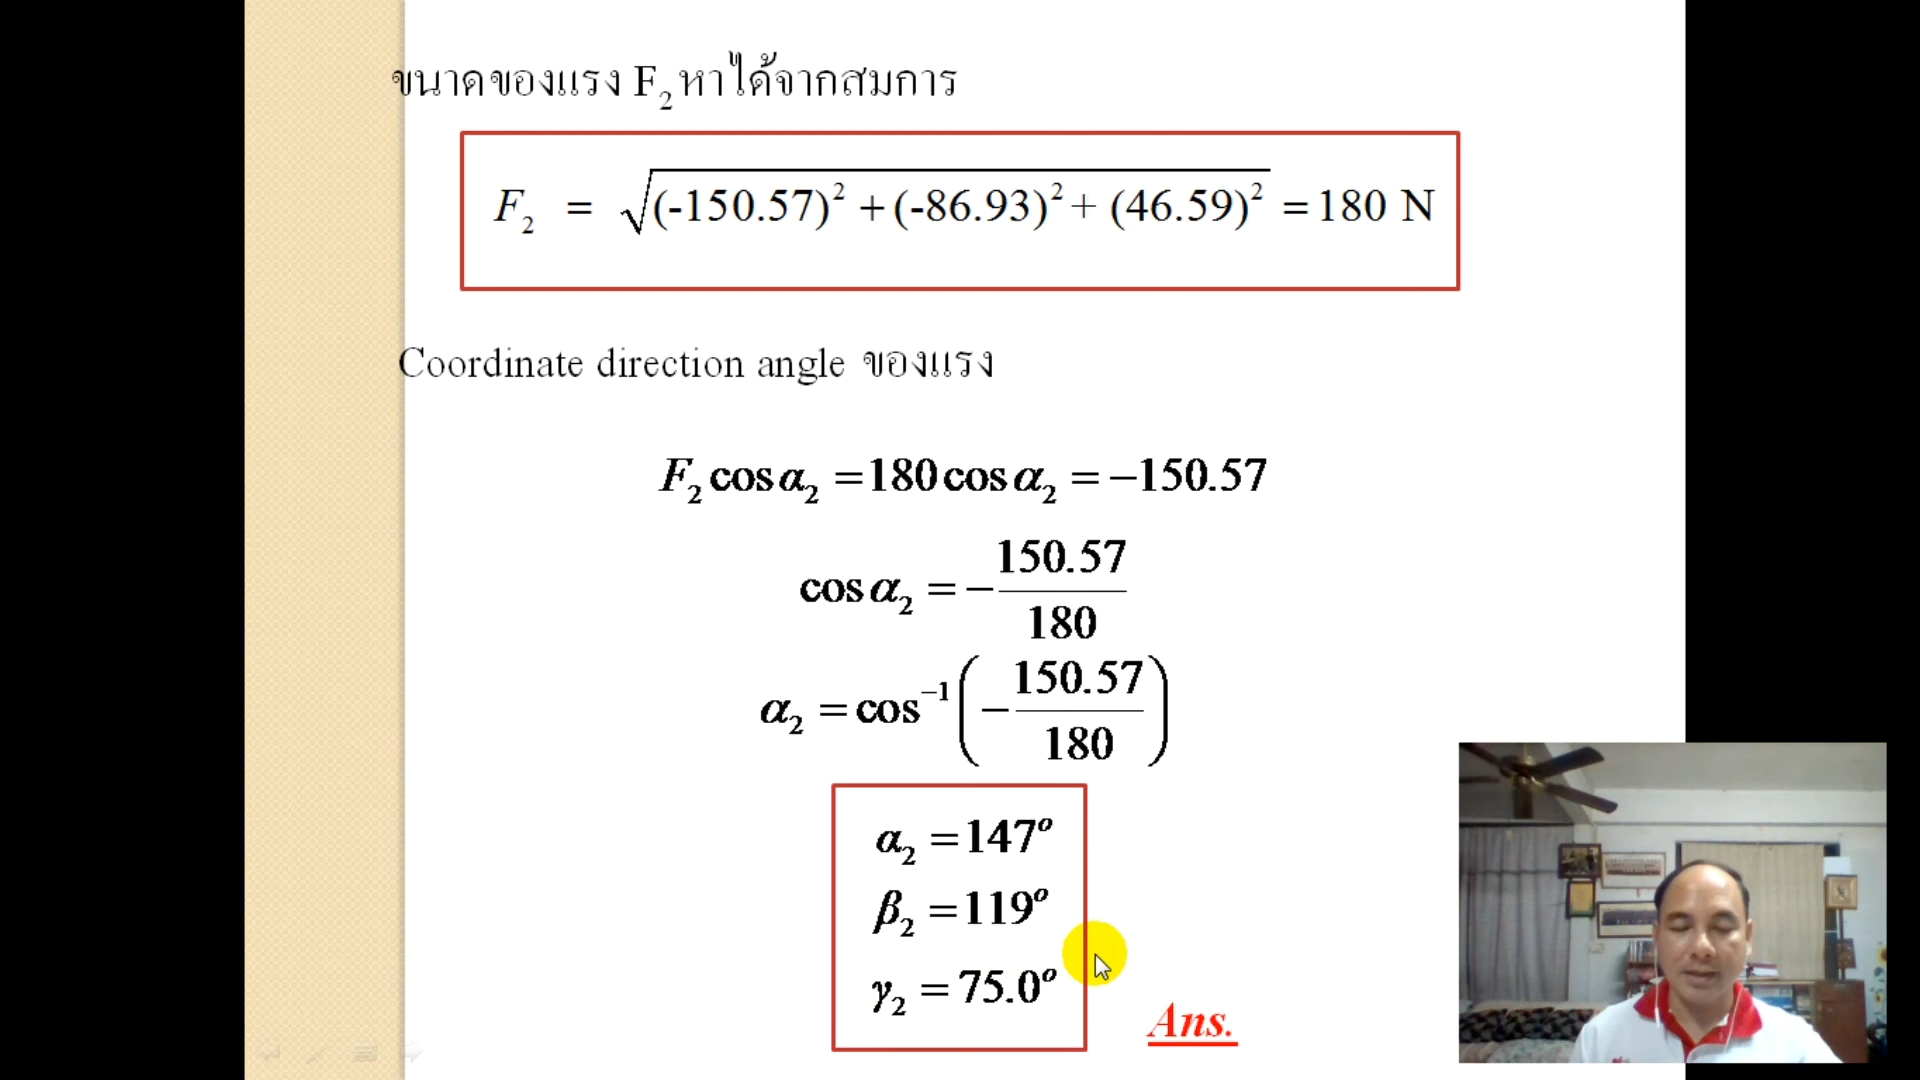 ขนาดของแรง F₂ หาได้จากสมการ
F₂ = √((-150.57)² + (-86.93)² + (46.59)²) = 180 N
Coordinate direction angle ของแรง
F₂ cos α₂ = 180 cos α₂ = −150.57
cos α₂ = − 150.57/180
α₂ = cos⁻¹(− 150.57/180)
α₂ = 147º
β₂ = 119º
γ₂ = 75.0º
Ans.